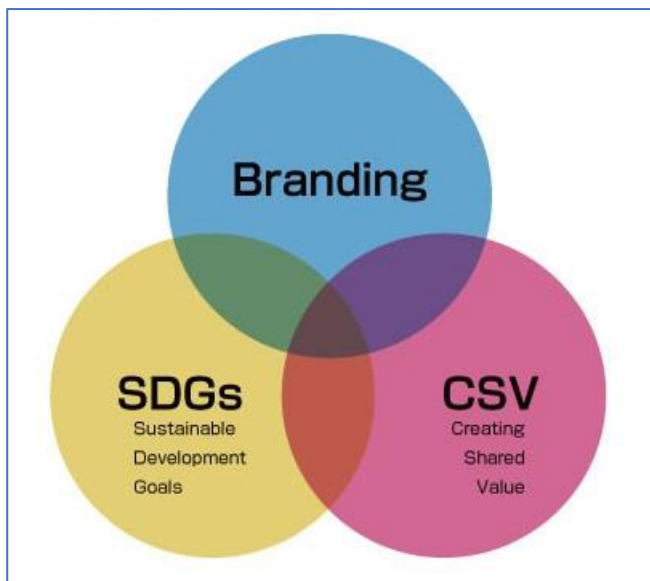 Branding
SDGs
Sustainable
Development
Goals
CSV
Creating
Shared
Value